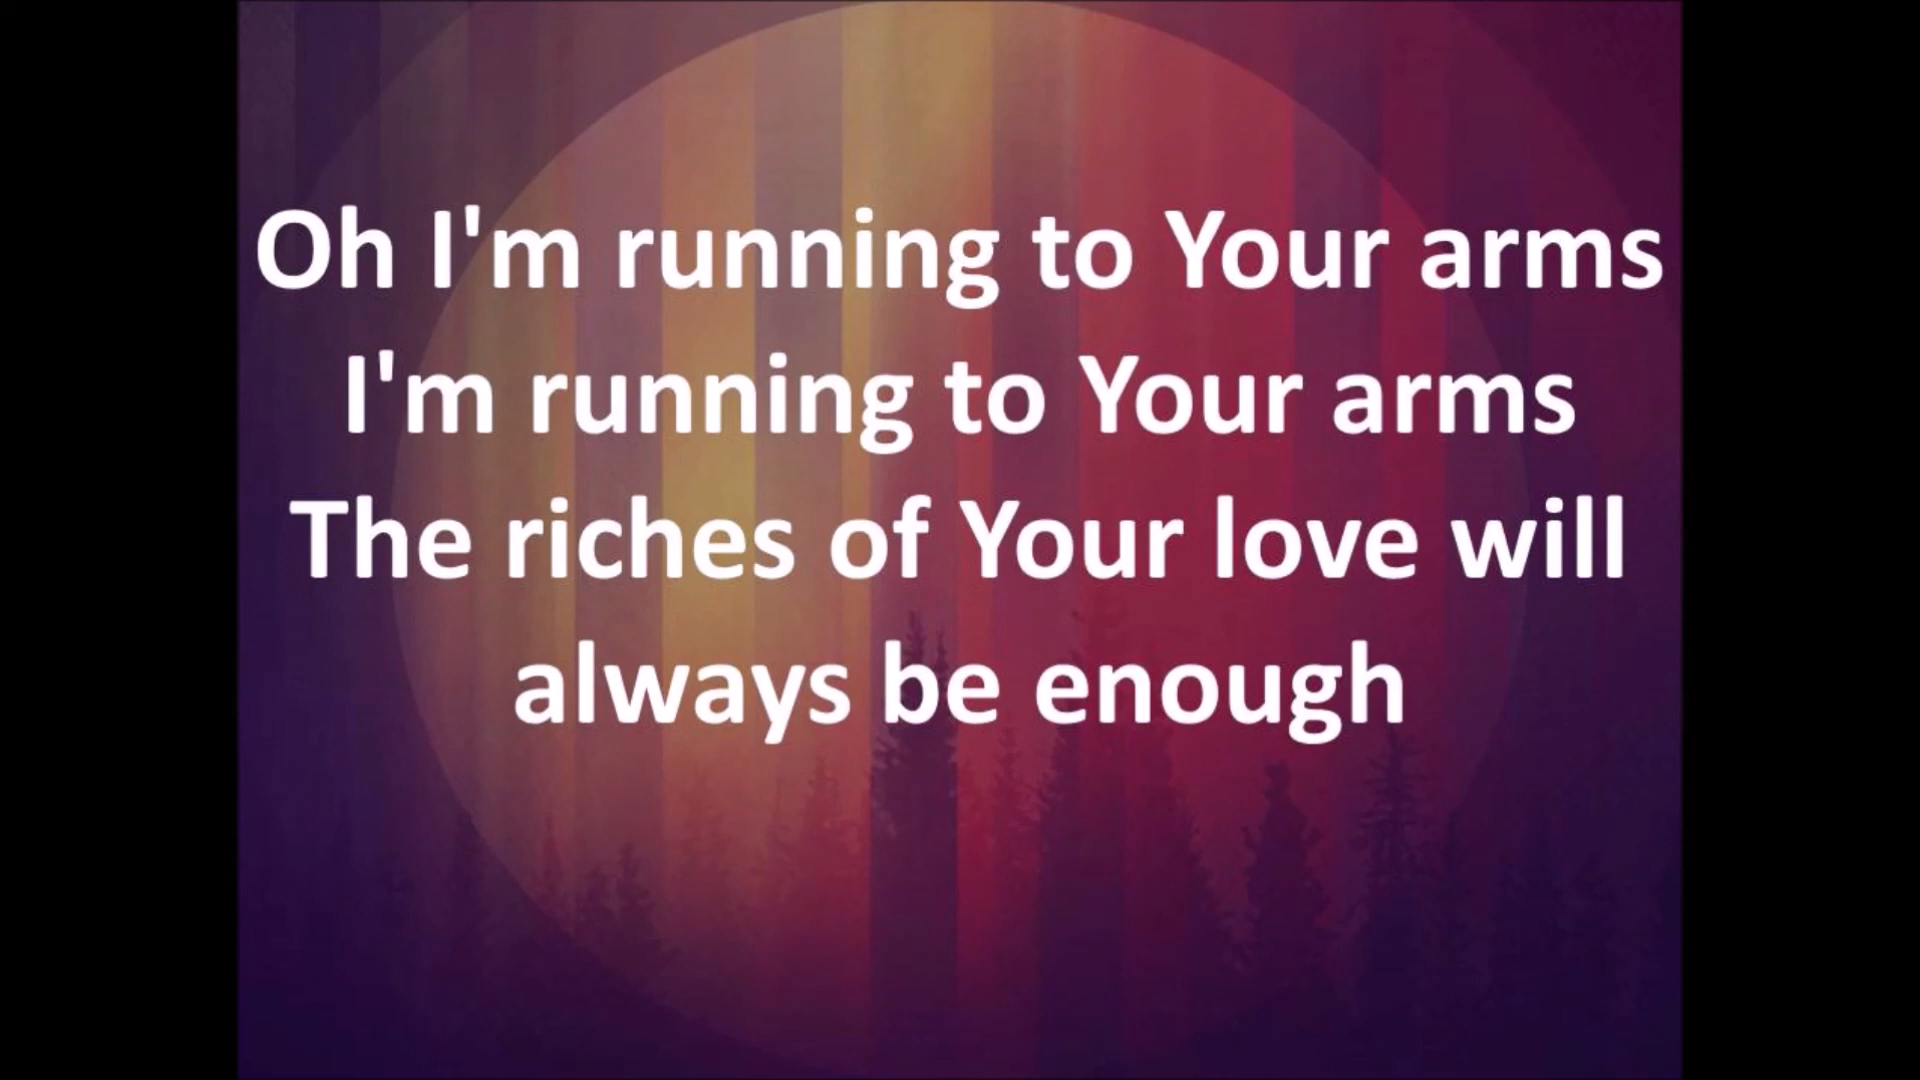 Oh I'm running to Your arms
I'm running to Your arms
The riches of Your love will
always be enough